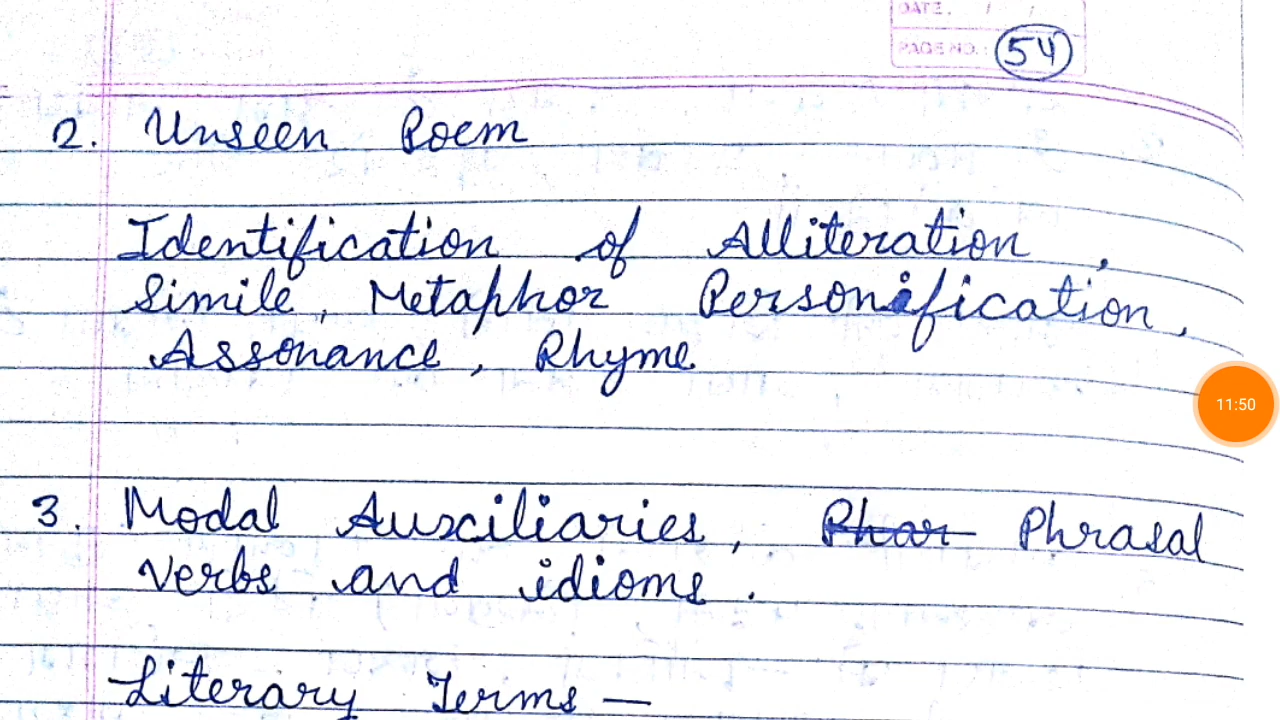 DATE. / /
PAGE NO.: 54
2. Unseen Poem
Identification of Alliteration,
Simile, Metaphor Personification,
Assonance, Rhyme
11:50
3. Modal Auxciliaries, Phar Phrasal
Verbs and idioms.
Literary Terms —